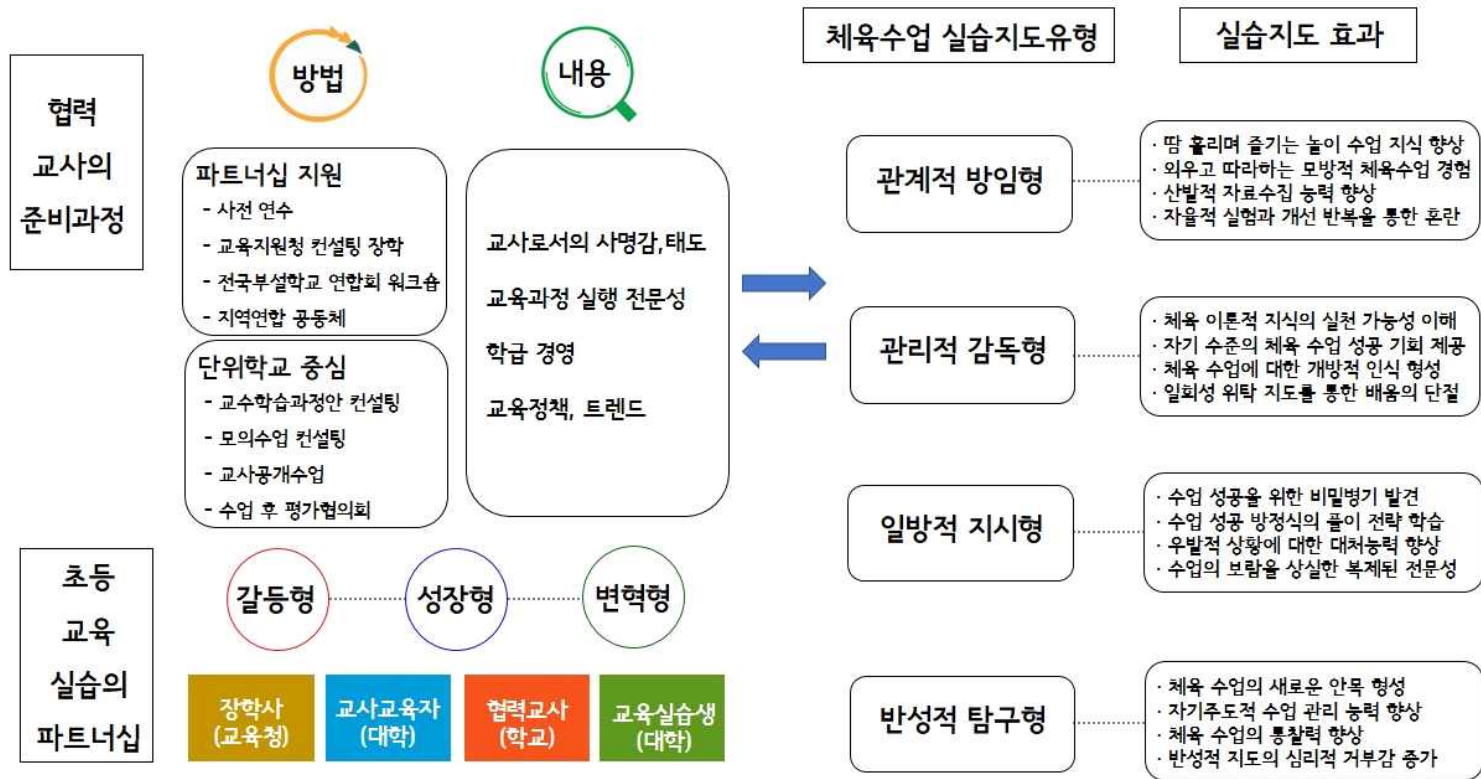 협력
교사의
준비과정
방법
내용
파트너십 지원
- 사전 연수
- 교육지원청 컨설팅 장학
- 전국부설학교 연합회 워크숍
- 지역연합 공동체
단위학교 중심
- 교수학습과정안 컨설팅
- 모의수업 컨설팅
- 교사공개수업
- 수업 후 평가협의회
교사로서의 사명감,태도
교육과정 실행 전문성
학급 경영
교육정책, 트렌드
초등
교육
실습의
파트너십
갈등형
성장형
변혁형
장학사
(교육청)
교사교육자
(대학)
협력교사
(학교)
교육실습생
(대학)
체육수업 실습지도유형
실습지도 효과
관계적 방임형
· 땀 흘리며 즐기는 놀이 수업 지식 향상
· 외우고 따라하는 모방적 체육수업 경험
· 산발적 자료수집 능력 향상
· 자율적 실험과 개선 반복을 통한 혼란
관리적 감독형
· 체육 이론적 지식의 실천 가능성 이해
· 자기 수준의 체육 수업 성공 기회 제공
· 체육 수업에 대한 개방적 인식 형성
· 일회성 위탁 지도를 통한 배움의 단절
일방적 지시형
· 수업 성공을 위한 비밀병기 발견
· 수업 성공 방정식의 풀이 전략 학습
· 우발적 상황에 대한 대처능력 향상
· 수업의 보람을 상실한 복제된 전문성
반성적 탐구형
· 체육 수업의 새로운 안목 형성
· 자기주도적 수업 관리 능력 향상
· 체육 수업의 통찰력 향상
· 반성적 지도의 심리적 거부감 증가